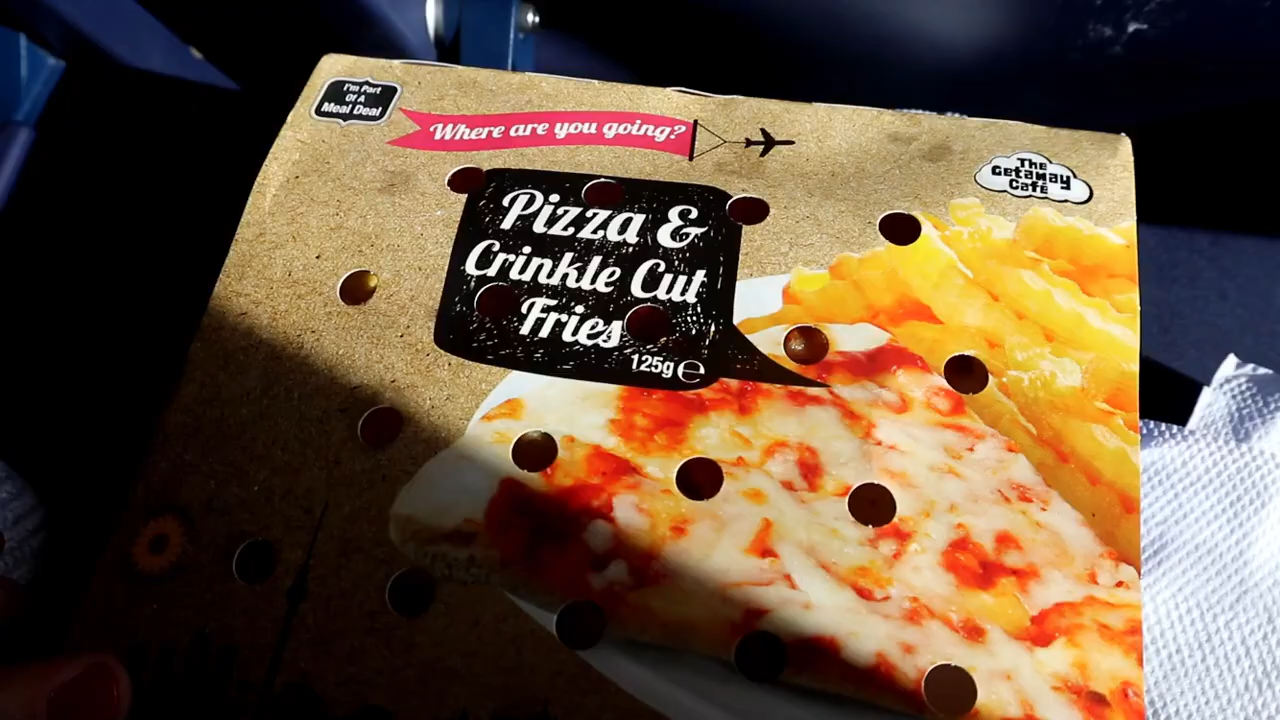 I'm Part
Of A
Meal Deal
Where are you going?
The
Getaway
Café
Pizza &
Crinkle Cut
Fries
125g ℮